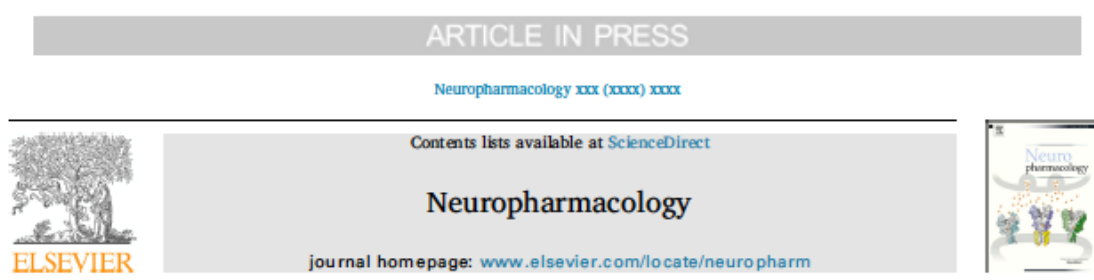 ARTICLE IN PRESS
Neuropharmacology xxx (xxxx) xxxx
Contents lists available at ScienceDirect
Neuropharmacology
journal homepage: www.elsevier.com/locate/neuropharm
ELSEVIER
Neuro
pharmacology